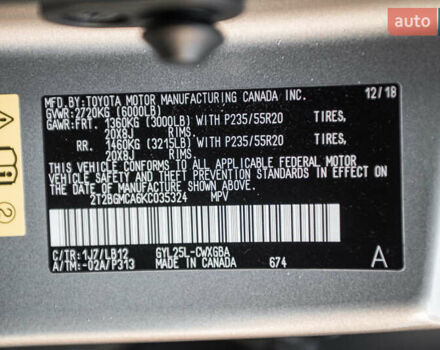 auto
MFD. BY: TOYOTA MOTOR MANUFACTURING CANADA INC. 12/18
GVWR: 2720KG (6000LB)
GAWR: FRT. 1360KG (3000LB) WITH P235/55R20 TIRES,
20X8J RIMS.
RR. 1460KG (3215LB) WITH P235/55R20 TIRES,
20X8J RIMS.
THIS VEHICLE CONFORMS TO ALL APPLICABLE FEDERAL MOTOR
VEHICLE SAFETY AND BUMPER STANDARDS IN EFFECT ON THE
DATE OF MANUFACTURE SHOWN ABOVE.
2T2BGMCA6KC035324 MPV
C/TR: 1J7/LB12 GYL25L-CWXGBA
A/TM: -02A/P313 MADE IN CANADA 674 A